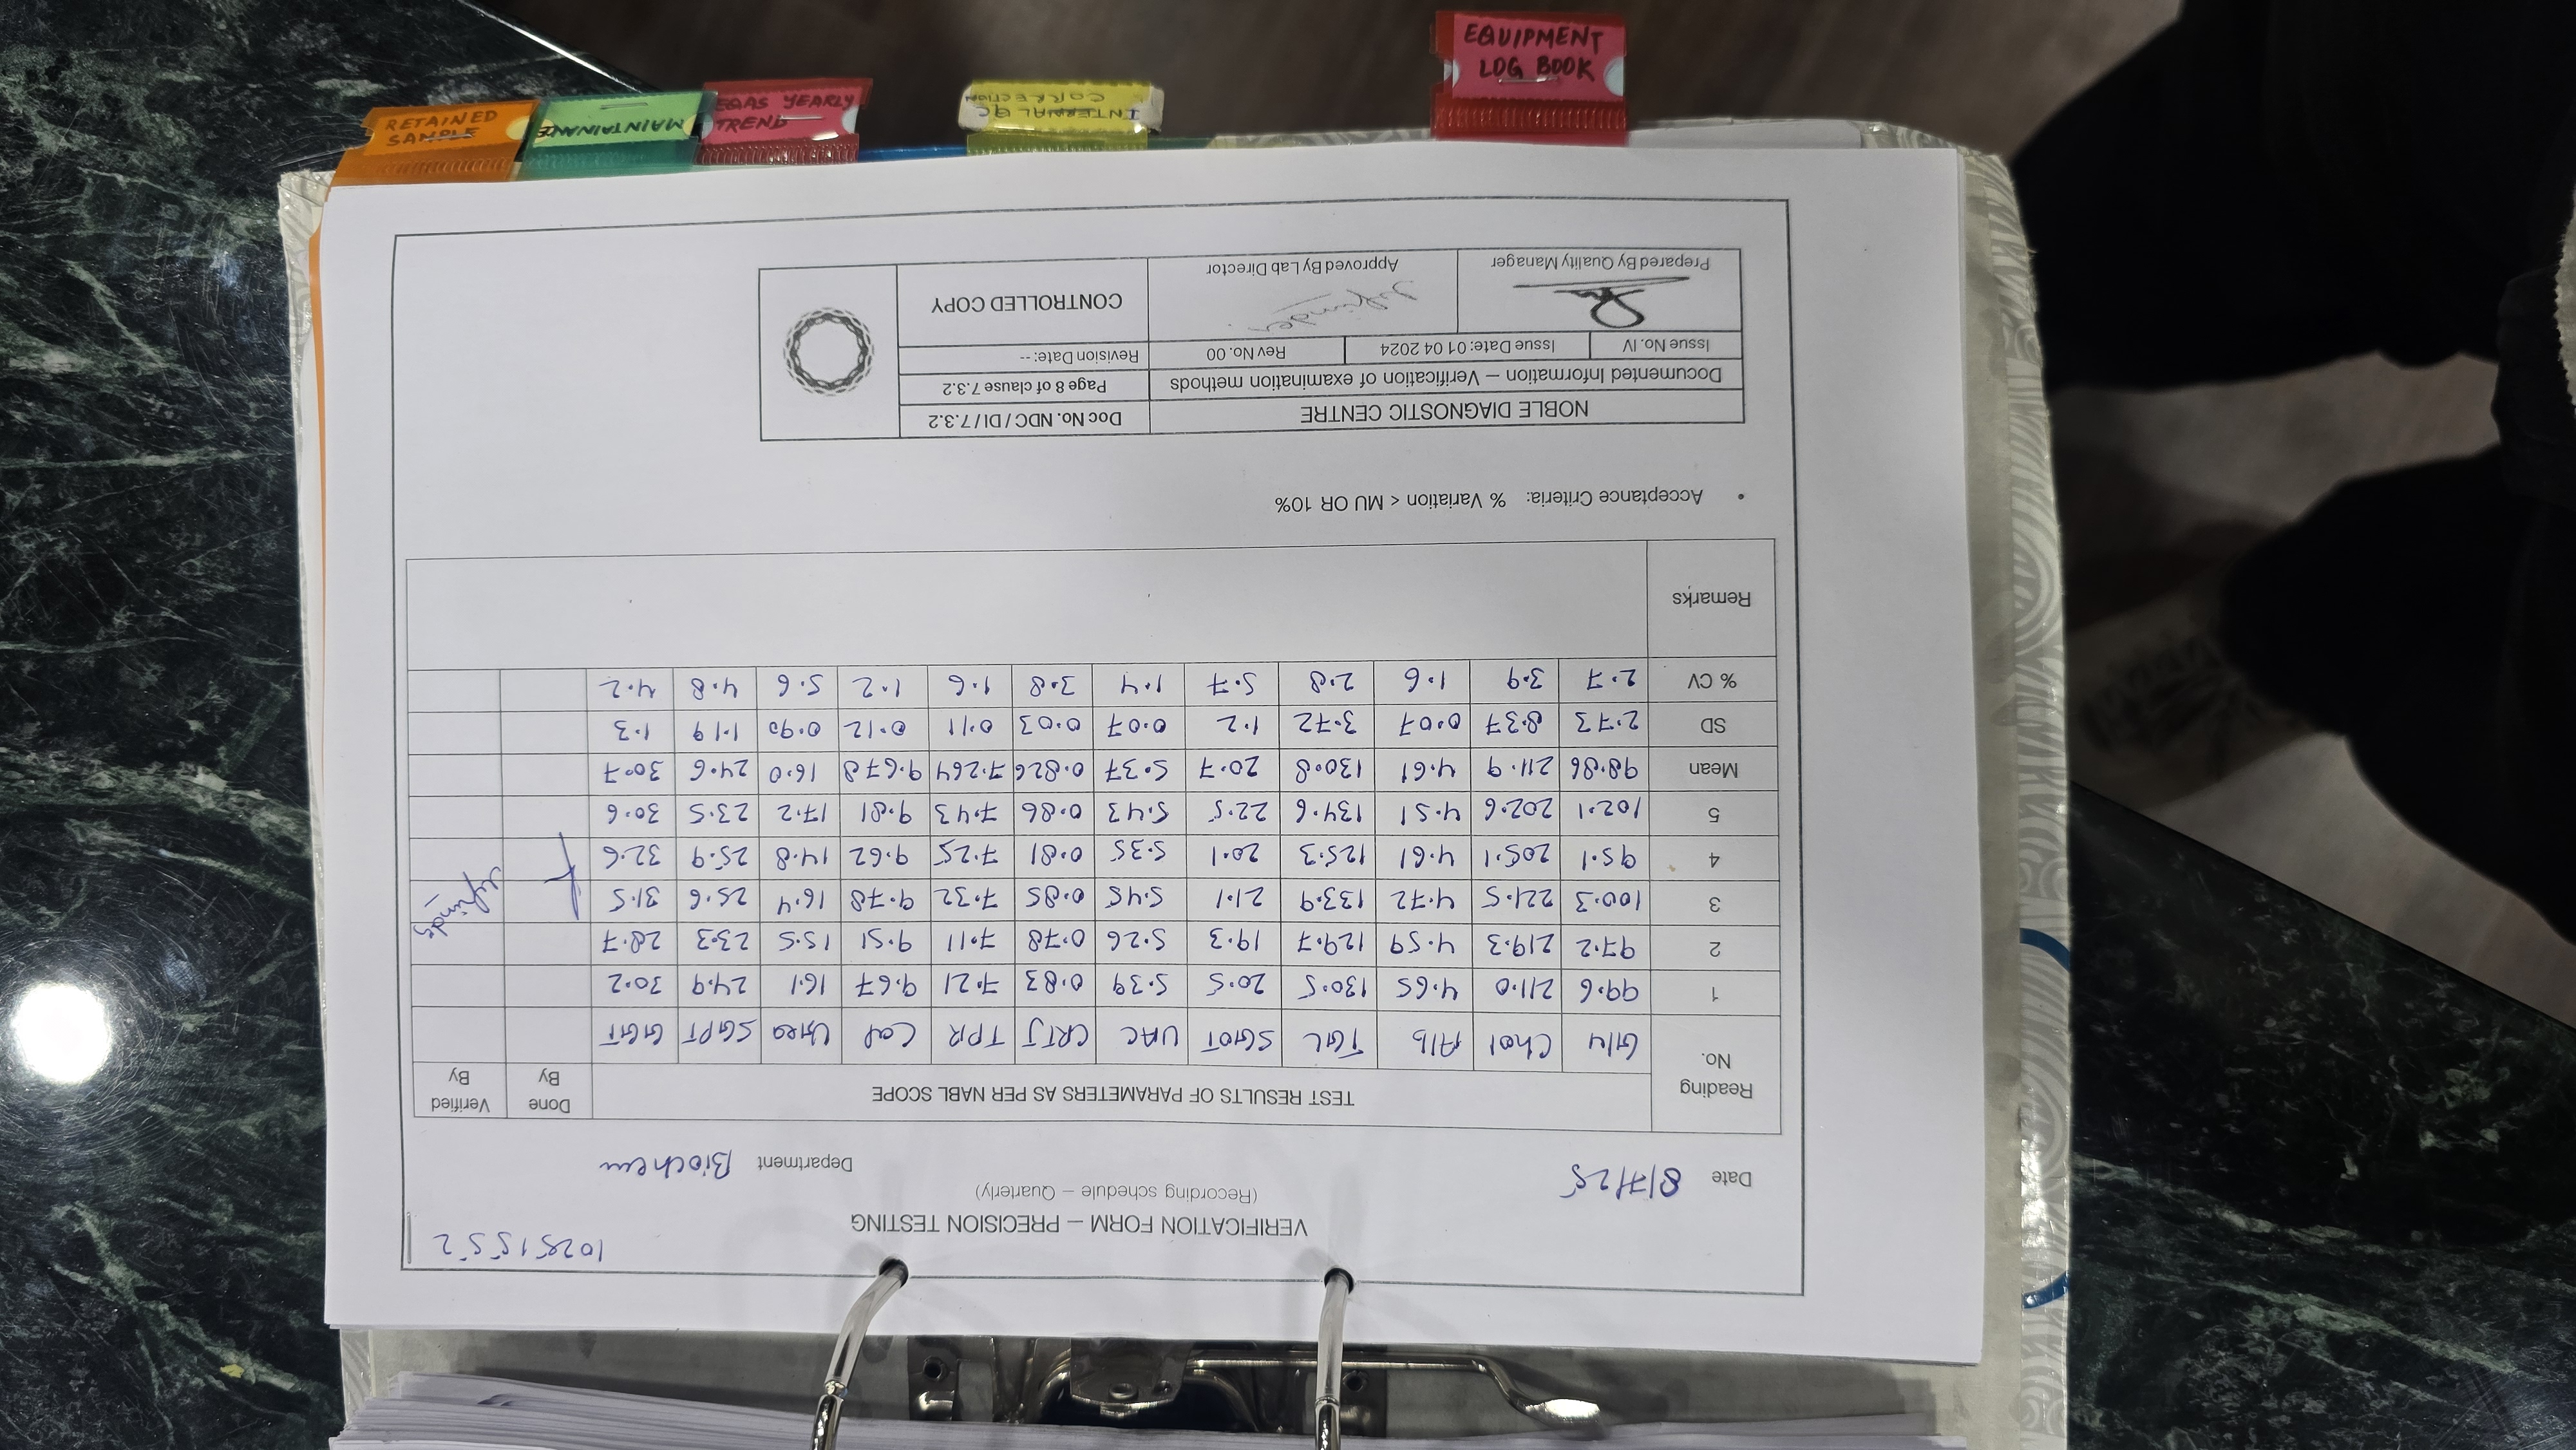 10251552
VERIFICATION FORM – PRECISION TESTING
(Recording schedule – Quarterly)
Date 8/7/25 Department Biochem
Reading No. TEST RESULTS OF PARAMETERS AS PER NABL SCOPE Done By Verified By
Glu Chol Alb TGL SGOT UAC CRTJ TPR Cal Urea SGPT GGT
1 99.6 211.0 4.65 130.5 20.5 5.39 0.83 7.21 9.67 16.1 24.9 30.2
2 97.2 219.3 4.59 129.7 19.3 5.26 0.78 7.11 9.51 15.5 23.3 28.7
3 100.3 221.5 4.72 133.9 21.1 5.45 0.85 7.32 9.78 16.4 25.6 31.5
4 95.1 205.1 4.61 125.3 20.1 5.35 0.81 7.25 9.62 14.8 25.9 32.6
5 102.1 202.6 4.51 134.6 22.5 5.43 0.86 7.43 9.81 17.2 23.5 30.6
Mean 98.86 211.9 4.61 130.8 20.7 5.37 0.826 7.264 9.678 16.0 24.6 30.7
SD 2.73 8.37 0.07 3.72 1.2 0.07 0.03 0.11 0.12 0.90 1.19 1.3
% CV 2.7 3.9 1.6 2.8 5.7 1.4 3.8 1.6 1.2 5.6 4.8 4.2
Remarks
• Acceptance Criteria: % Variation < MU OR 10%
NOBLE DIAGNOSTIC CENTRE Doc No. NDC / DI / 7.3.2
Documented Information – Verification of examination methods Page 8 of clause 7.3.2
Issue No. IV Issue Date: 01 04 2024 Rev No. 00 Revision Date: --
CONTROLLED COPY
Prepared By Quality Manager Approved By Lab Director
EQUIPMENT
LOG BOOK
INTERNAL QC
CORRECTION
EQAS YEARLY
TREND
MAINTAIN
RETAINED
SAMPLE